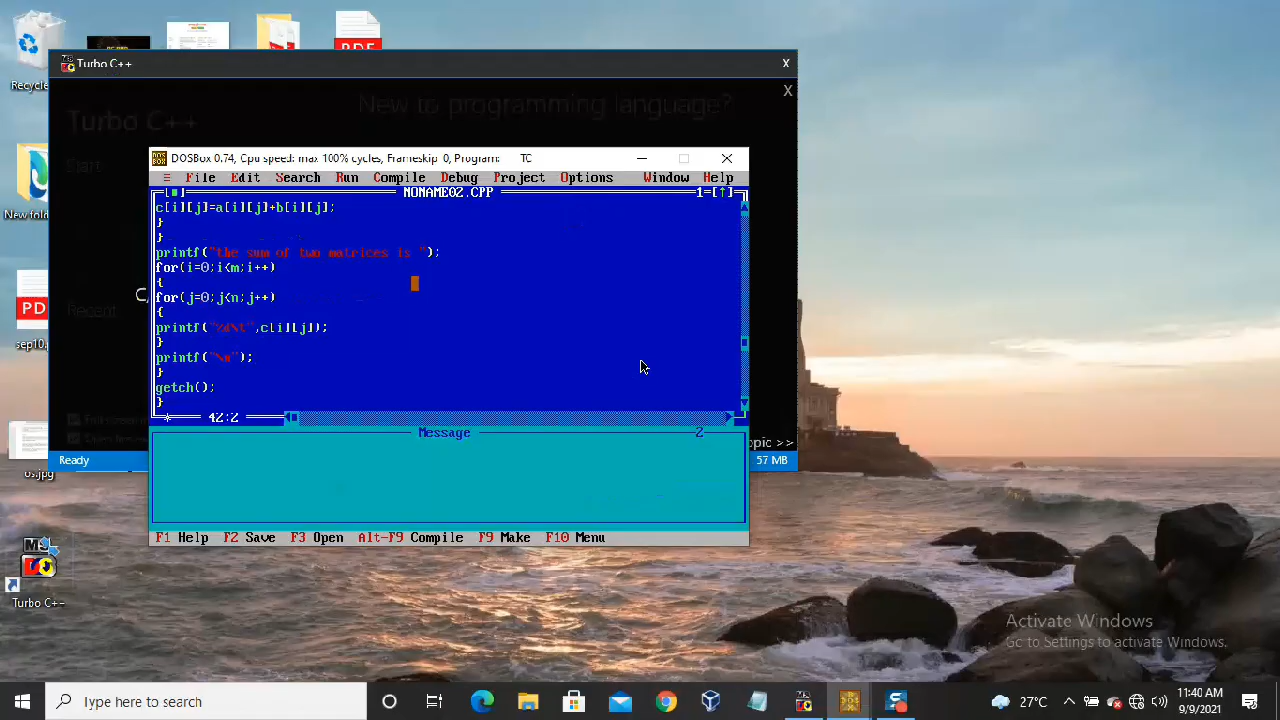 Recycle
PDF
Turbo C++
X
New to programming language?
X
Turbo C++
Start
DOSBox 0.74, Cpu speed: max 100% cycles, Frameskip 0, Program: TC
≡ File Edit Search Run Compile Debug Project Options Window Help
[■] NONAME02.CPP 1=[↑]
c[i][j]=a[i][j]+b[i][j];
}
}
printf("the sum of two matrices is ");
for(i=0;i<m;i++)
{
for(j=0;j<n;j++)
{
printf("%d\t",c[i][j]);
}
printf("\n");
}
getch();
}
* 42:2
New fold
Recent
PDF
sep10.
opic >>
Message 2
Ready
57 MB
os.jpg
F1 Help F2 Save F3 Open Alt-F9 Compile F9 Make F10 Menu
MS
Turbo C++
Activate Windows
Go to Settings to activate Windows.
Type here to search
27°C
11:40 AM
9/9/2021